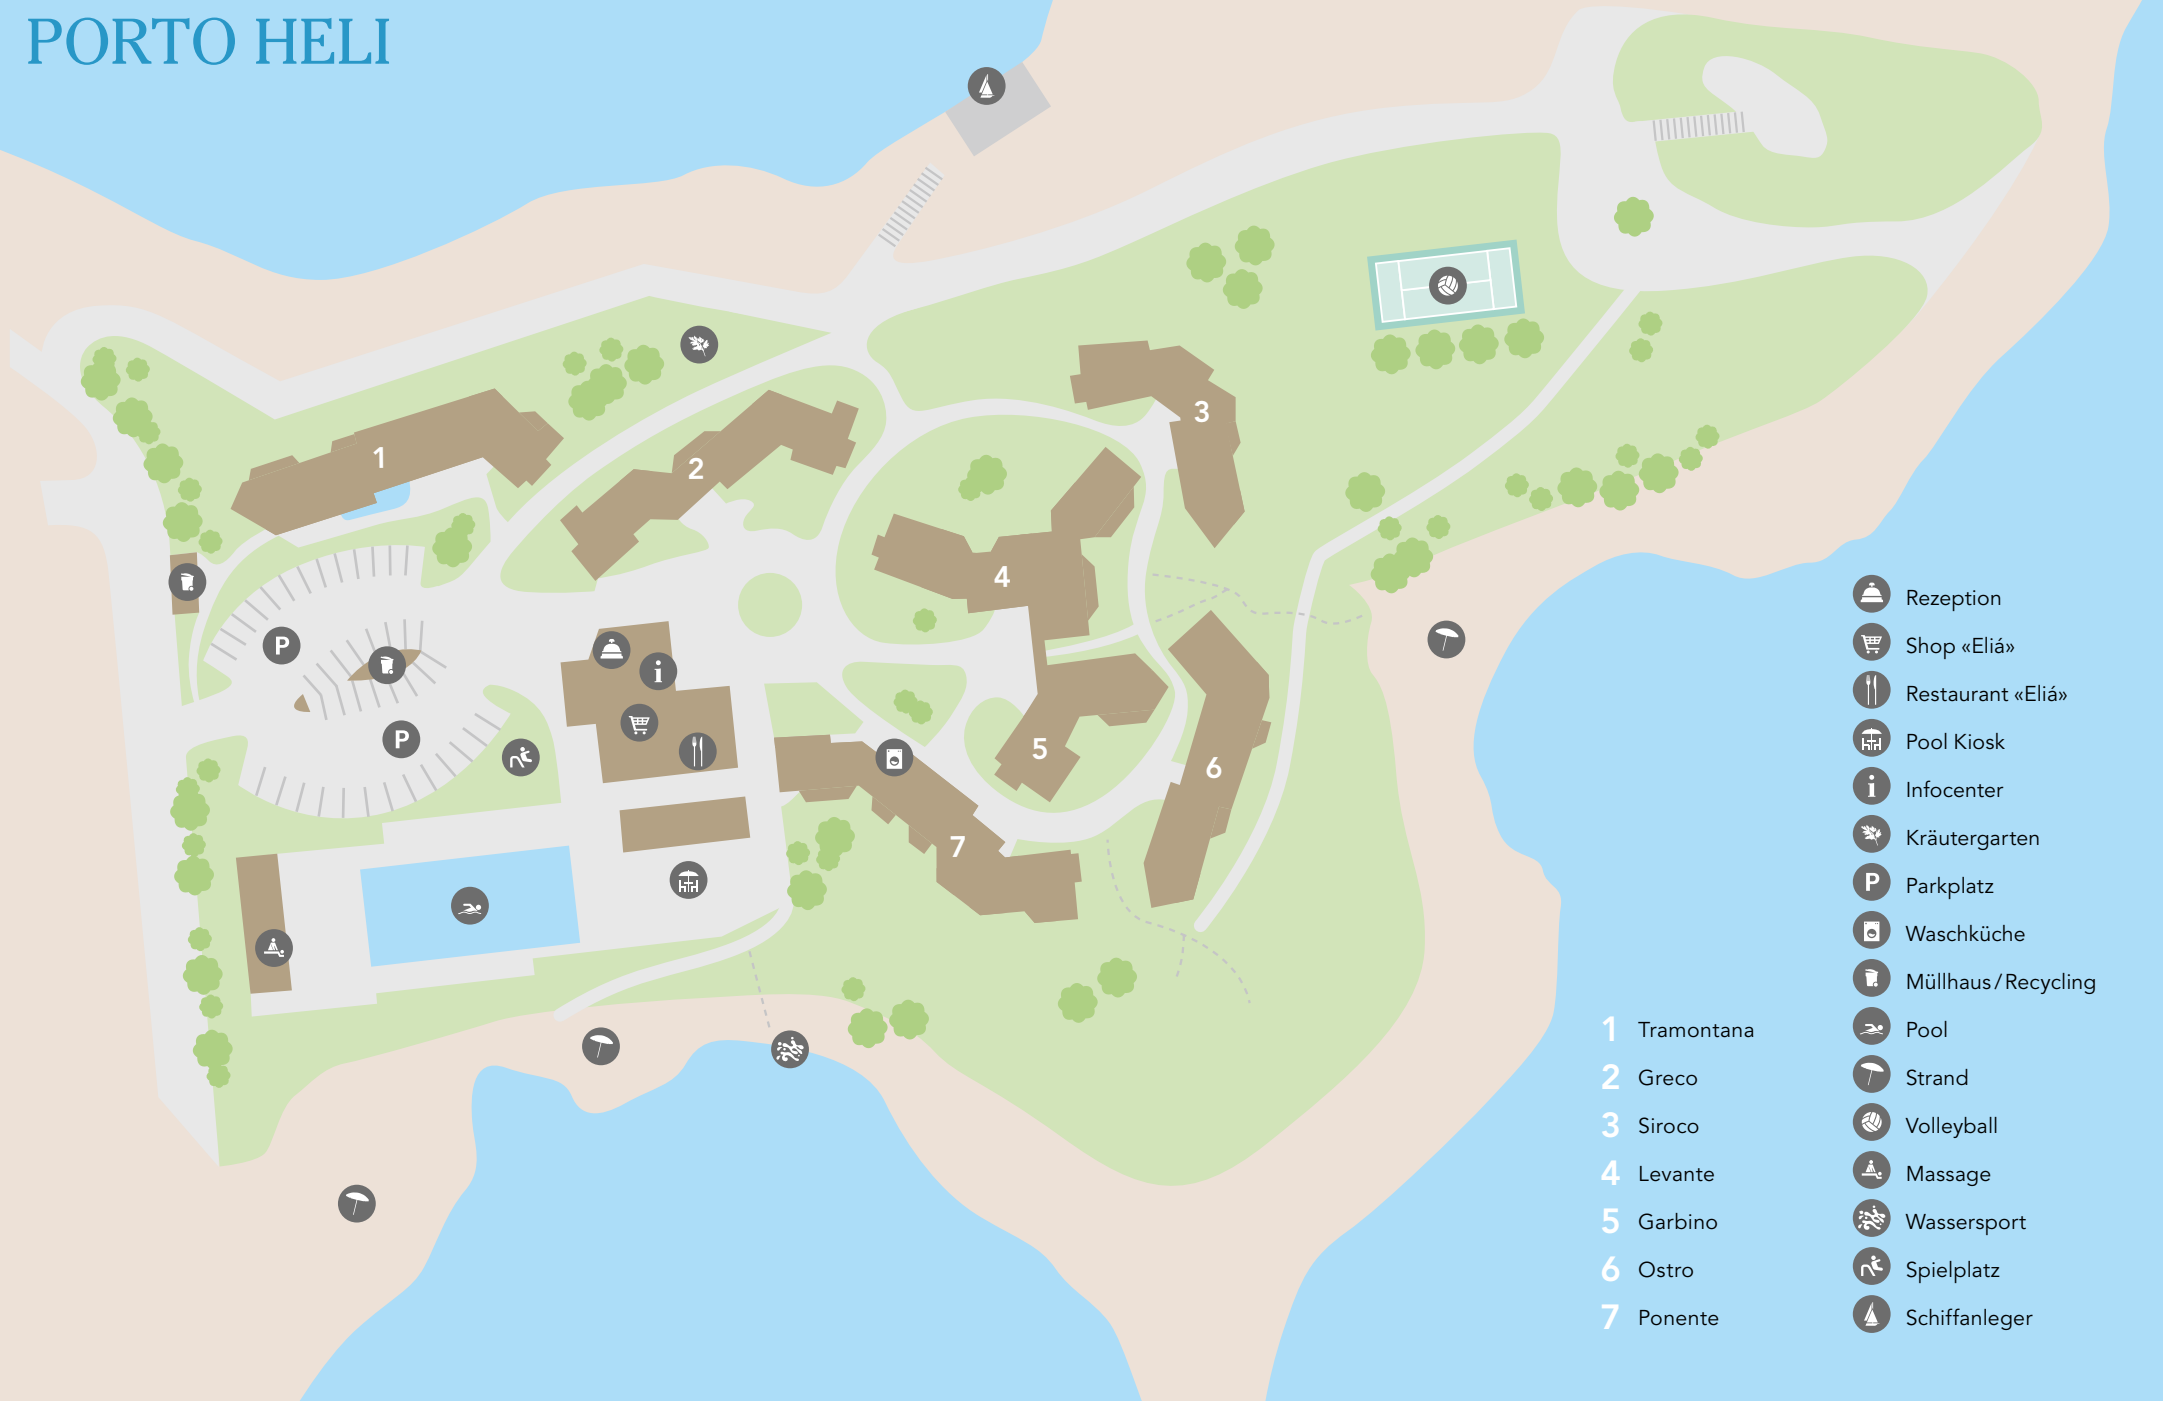 PORTO HELI
1
2
3
4
5
6
7
P
P
i
Rezeption
Shop «Eliá»
Restaurant «Eliá»
Pool Kiosk
i Infocenter
Kräutergarten
P Parkplatz
Waschküche
Müllhaus/Recycling
Pool
Strand
Volleyball
Massage
Wassersport
Spielplatz
Schiffanleger
1 Tramontana
2 Greco
3 Siroco
4 Levante
5 Garbino
6 Ostro
7 Ponente